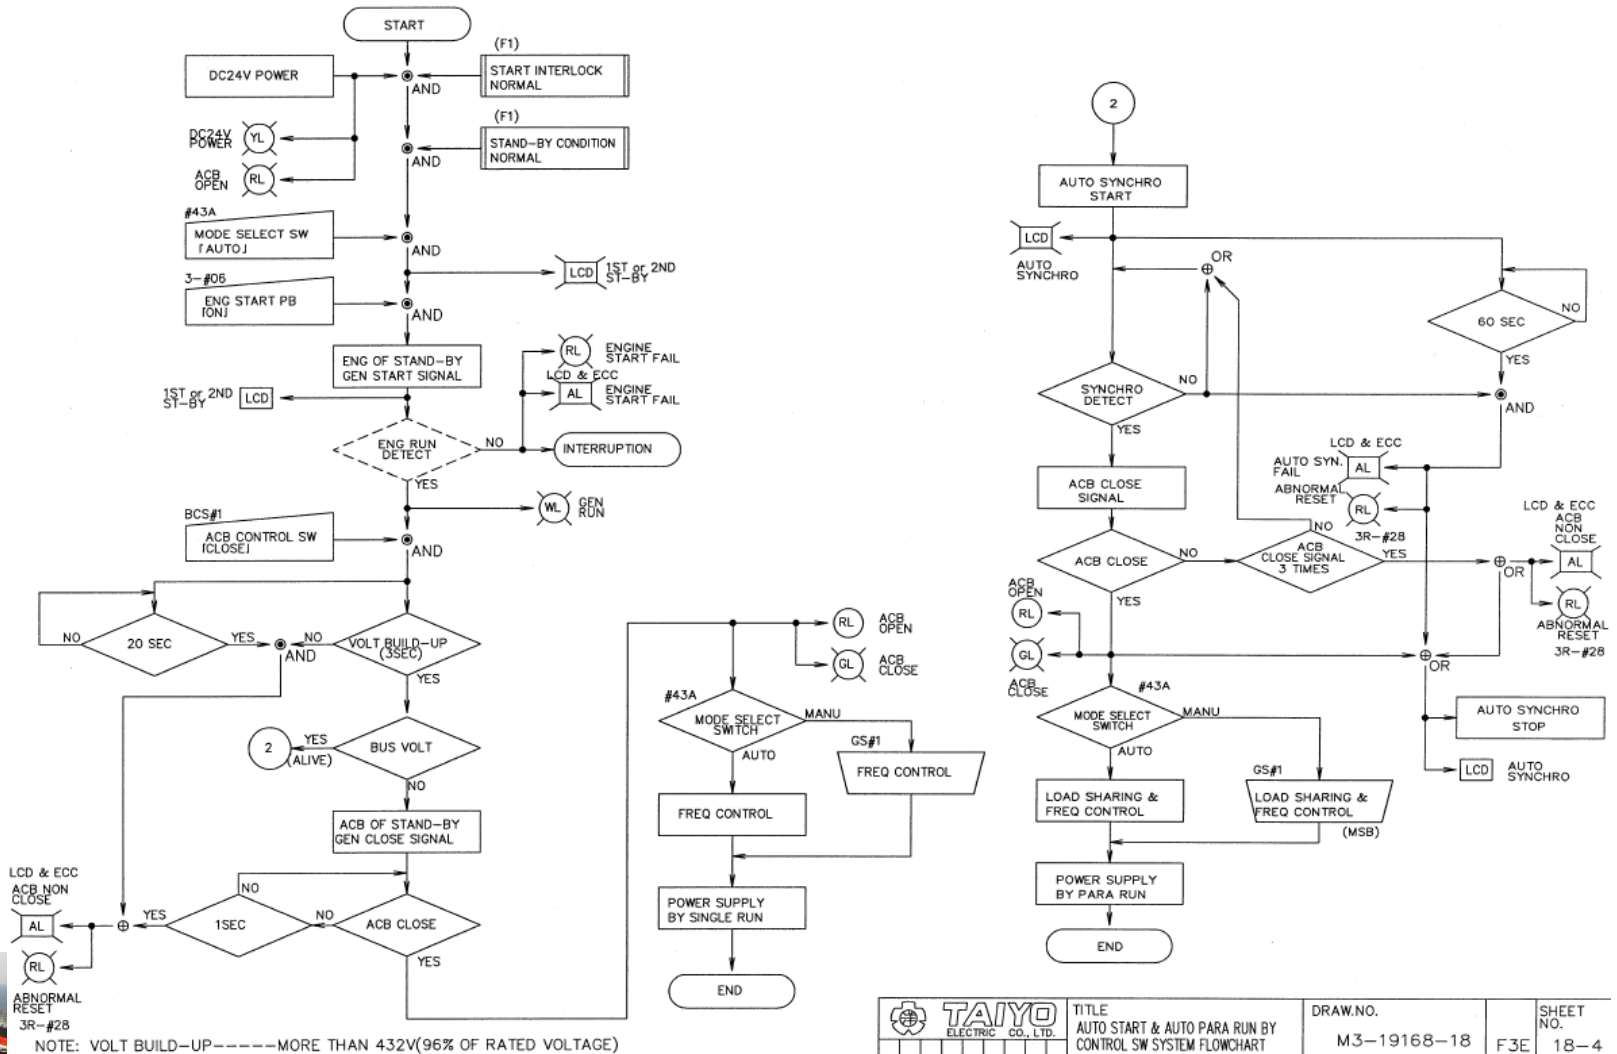 START
(F1)
DC24V POWER
START INTERLOCK
NORMAL
AND
DC24V
POWER
YL
(F1)
STAND-BY CONDITION
NORMAL
AND
ACB
OPEN
RL
#43A
MODE SELECT SW
[AUTO]
AND
LCD
1ST or 2ND
ST-BY
3-#06
ENG START PB
[ON]
AND
ENG OF STAND-BY
GEN START SIGNAL
RL
ENGINE
START FAIL
LCD & ECC
AL
ENGINE
START FAIL
1ST or 2ND
ST-BY
LCD
ENG RUN
DETECT
NO
INTERRUPTION
YES
WL
GEN
RUN
BCS#1
ACB CONTROL SW
[CLOSE]
AND
NO
20 SEC
YES
AND
NO
VOLT BUILD-UP
(3SEC)
YES
2
YES
(ALIVE)
BUS VOLT
NO
ACB OF STAND-BY
GEN CLOSE SIGNAL
LCD & ECC
ACB NON
CLOSE
AL
YES
1SEC
NO
NO
ACB CLOSE
YES
RL
ABNORMAL
RESET
3R-#28
NOTE: VOLT BUILD-UP-----MORE THAN 432V(96% OF RATED VOLTAGE)
RL
ACB
OPEN
GL
ACB
CLOSE
#43A
MODE SELECT
SWITCH
MANU
AUTO
GS#1
FREQ CONTROL
FREQ CONTROL
POWER SUPPLY
BY SINGLE RUN
END
2
AUTO SYNCHRO
START
LCD
AUTO
SYNCHRO
OR
60 SEC
NO
YES
SYNCHRO
DETECT
NO
AND
YES
LCD & ECC
AUTO SYN.
FAIL
AL
ABNORMAL
RESET
RL
3R-#28
ACB CLOSE
SIGNAL
ACB CLOSE
NO
NO
ACB
CLOSE SIGNAL
3 TIMES
YES
OR
LCD & ECC
ACB
NON
CLOSE
AL
RL
ABNORMAL
RESET
3R-#28
YES
ACB
OPEN
RL
GL
ACB
CLOSE
OR
#43A
MODE SELECT
SWITCH
MANU
AUTO
AUTO SYNCHRO
STOP
LCD
AUTO
SYNCHRO
GS#1
LOAD SHARING &
FREQ CONTROL
LOAD SHARING &
FREQ CONTROL
(MSB)
POWER SUPPLY
BY PARA RUN
END
TAIYO
ELECTRIC CO., LTD.
TITLE
AUTO START & AUTO PARA RUN BY
CONTROL SW SYSTEM FLOWCHART
DRAW.NO.
M3-19168-18
F3E
SHEET
NO.
18-4